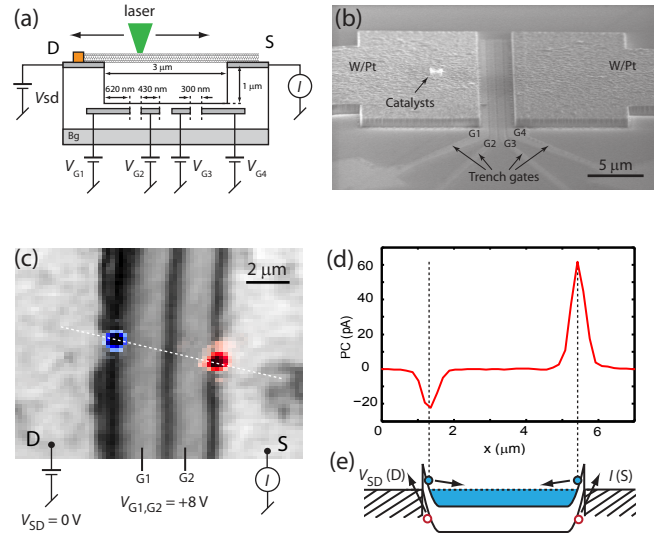 (a)
laser
D
S
3 μm
1 μm
620 nm
430 nm
300 nm
Vsd
I
Bg
VG1
VG2
VG3
VG4
(b)
W/Pt
W/Pt
Catalysts
G1
G2
G3
G4
Trench gates
5 μm
(c)
2 μm
D
S
G1
G2
I
VG1,G2 = +8 V
VSD = 0 V
(d)
60
40
20
0
−20
PC (pA)
0
2
4
6
x (μm)
(e)
VSD (D)
I (S)